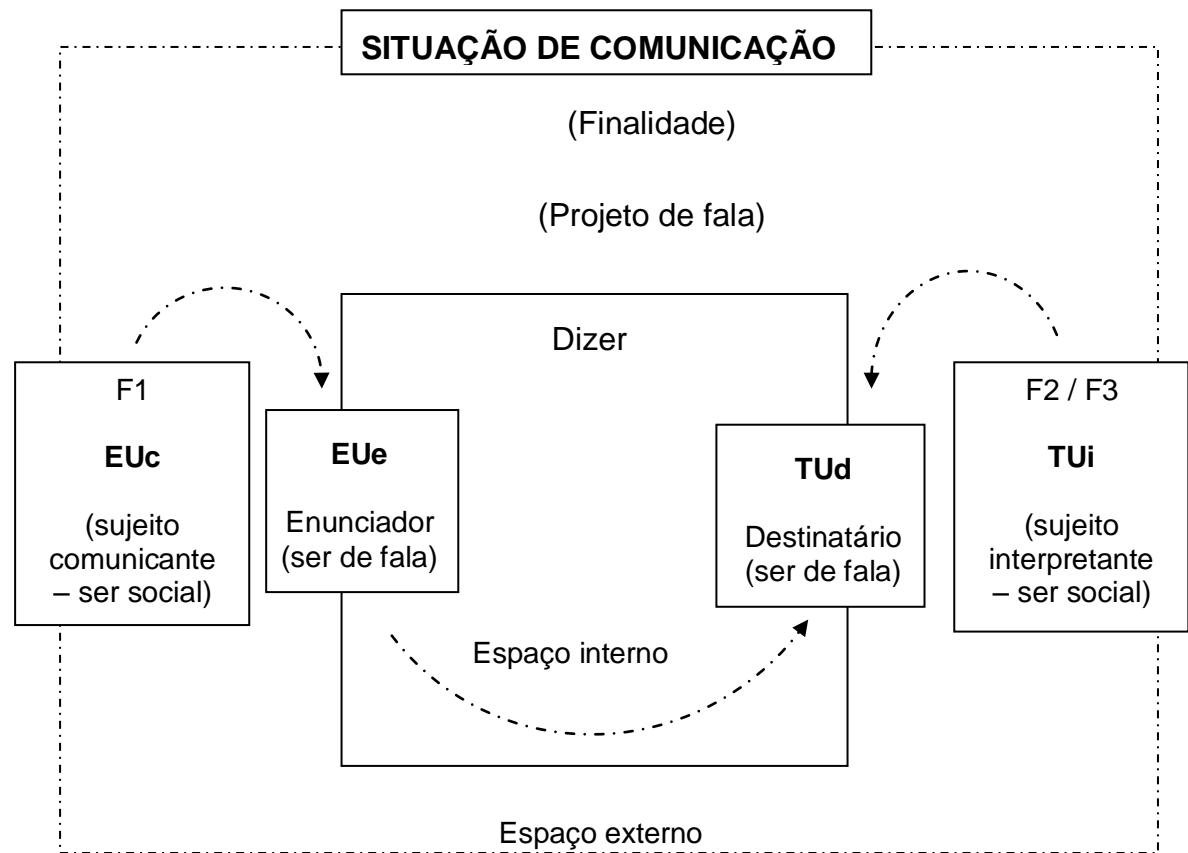 SITUAÇÃO DE COMUNICAÇÃO
(Finalidade)
(Projeto de fala)
Dizer
F1
EUc
(sujeito
comunicante
– ser social)
EUe
Enunciador
(ser de fala)
TUd
Destinatário
(ser de fala)
F2 / F3
TUi
(sujeito
interpretante
– ser social)
Espaço interno
Espaço externo